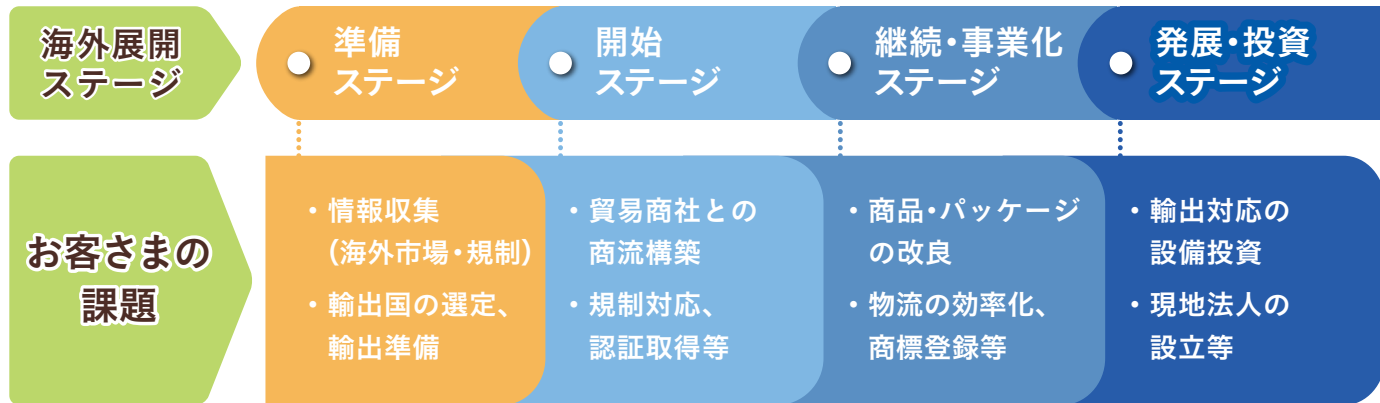 海外展開
ステージ
準備
ステージ
開始
ステージ
継続・事業化
ステージ
発展・投資
ステージ
お客さまの
課題
・情報収集
(海外市場・規制)
・輸出国の選定、
輸出準備
・貿易商社との
商流構築
・規制対応、
認証取得等
・商品・パッケージ
の改良
・物流の効率化、
商標登録等
・輸出対応の
設備投資
・現地法人の
設立等